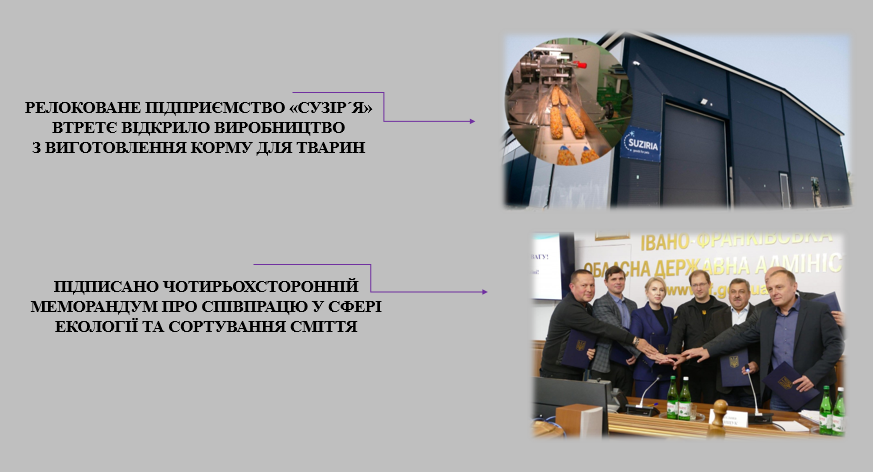 РЕЛОКОВАНЕ ПІДПРИЄМСТВО «СУЗІР´Я»
ВТРЕТЄ ВІДКРИЛО ВИРОБНИЦТВО
З ВИГОТОВЛЕННЯ КОРМУ ДЛЯ ТВАРИН
SUZIRIA
ПІДПИСАНО ЧОТИРЬОХСТОРОННІЙ
МЕМОРАНДУМ ПРО СПІВПРАЦЮ У СФЕРІ
ЕКОЛОГІЇ ТА СОРТУВАННЯ СМІТТЯ
ІВАНО-ФРАНКІВСЬКА
ОБЛАСНА ДЕРЖАВНА АДМІНІС